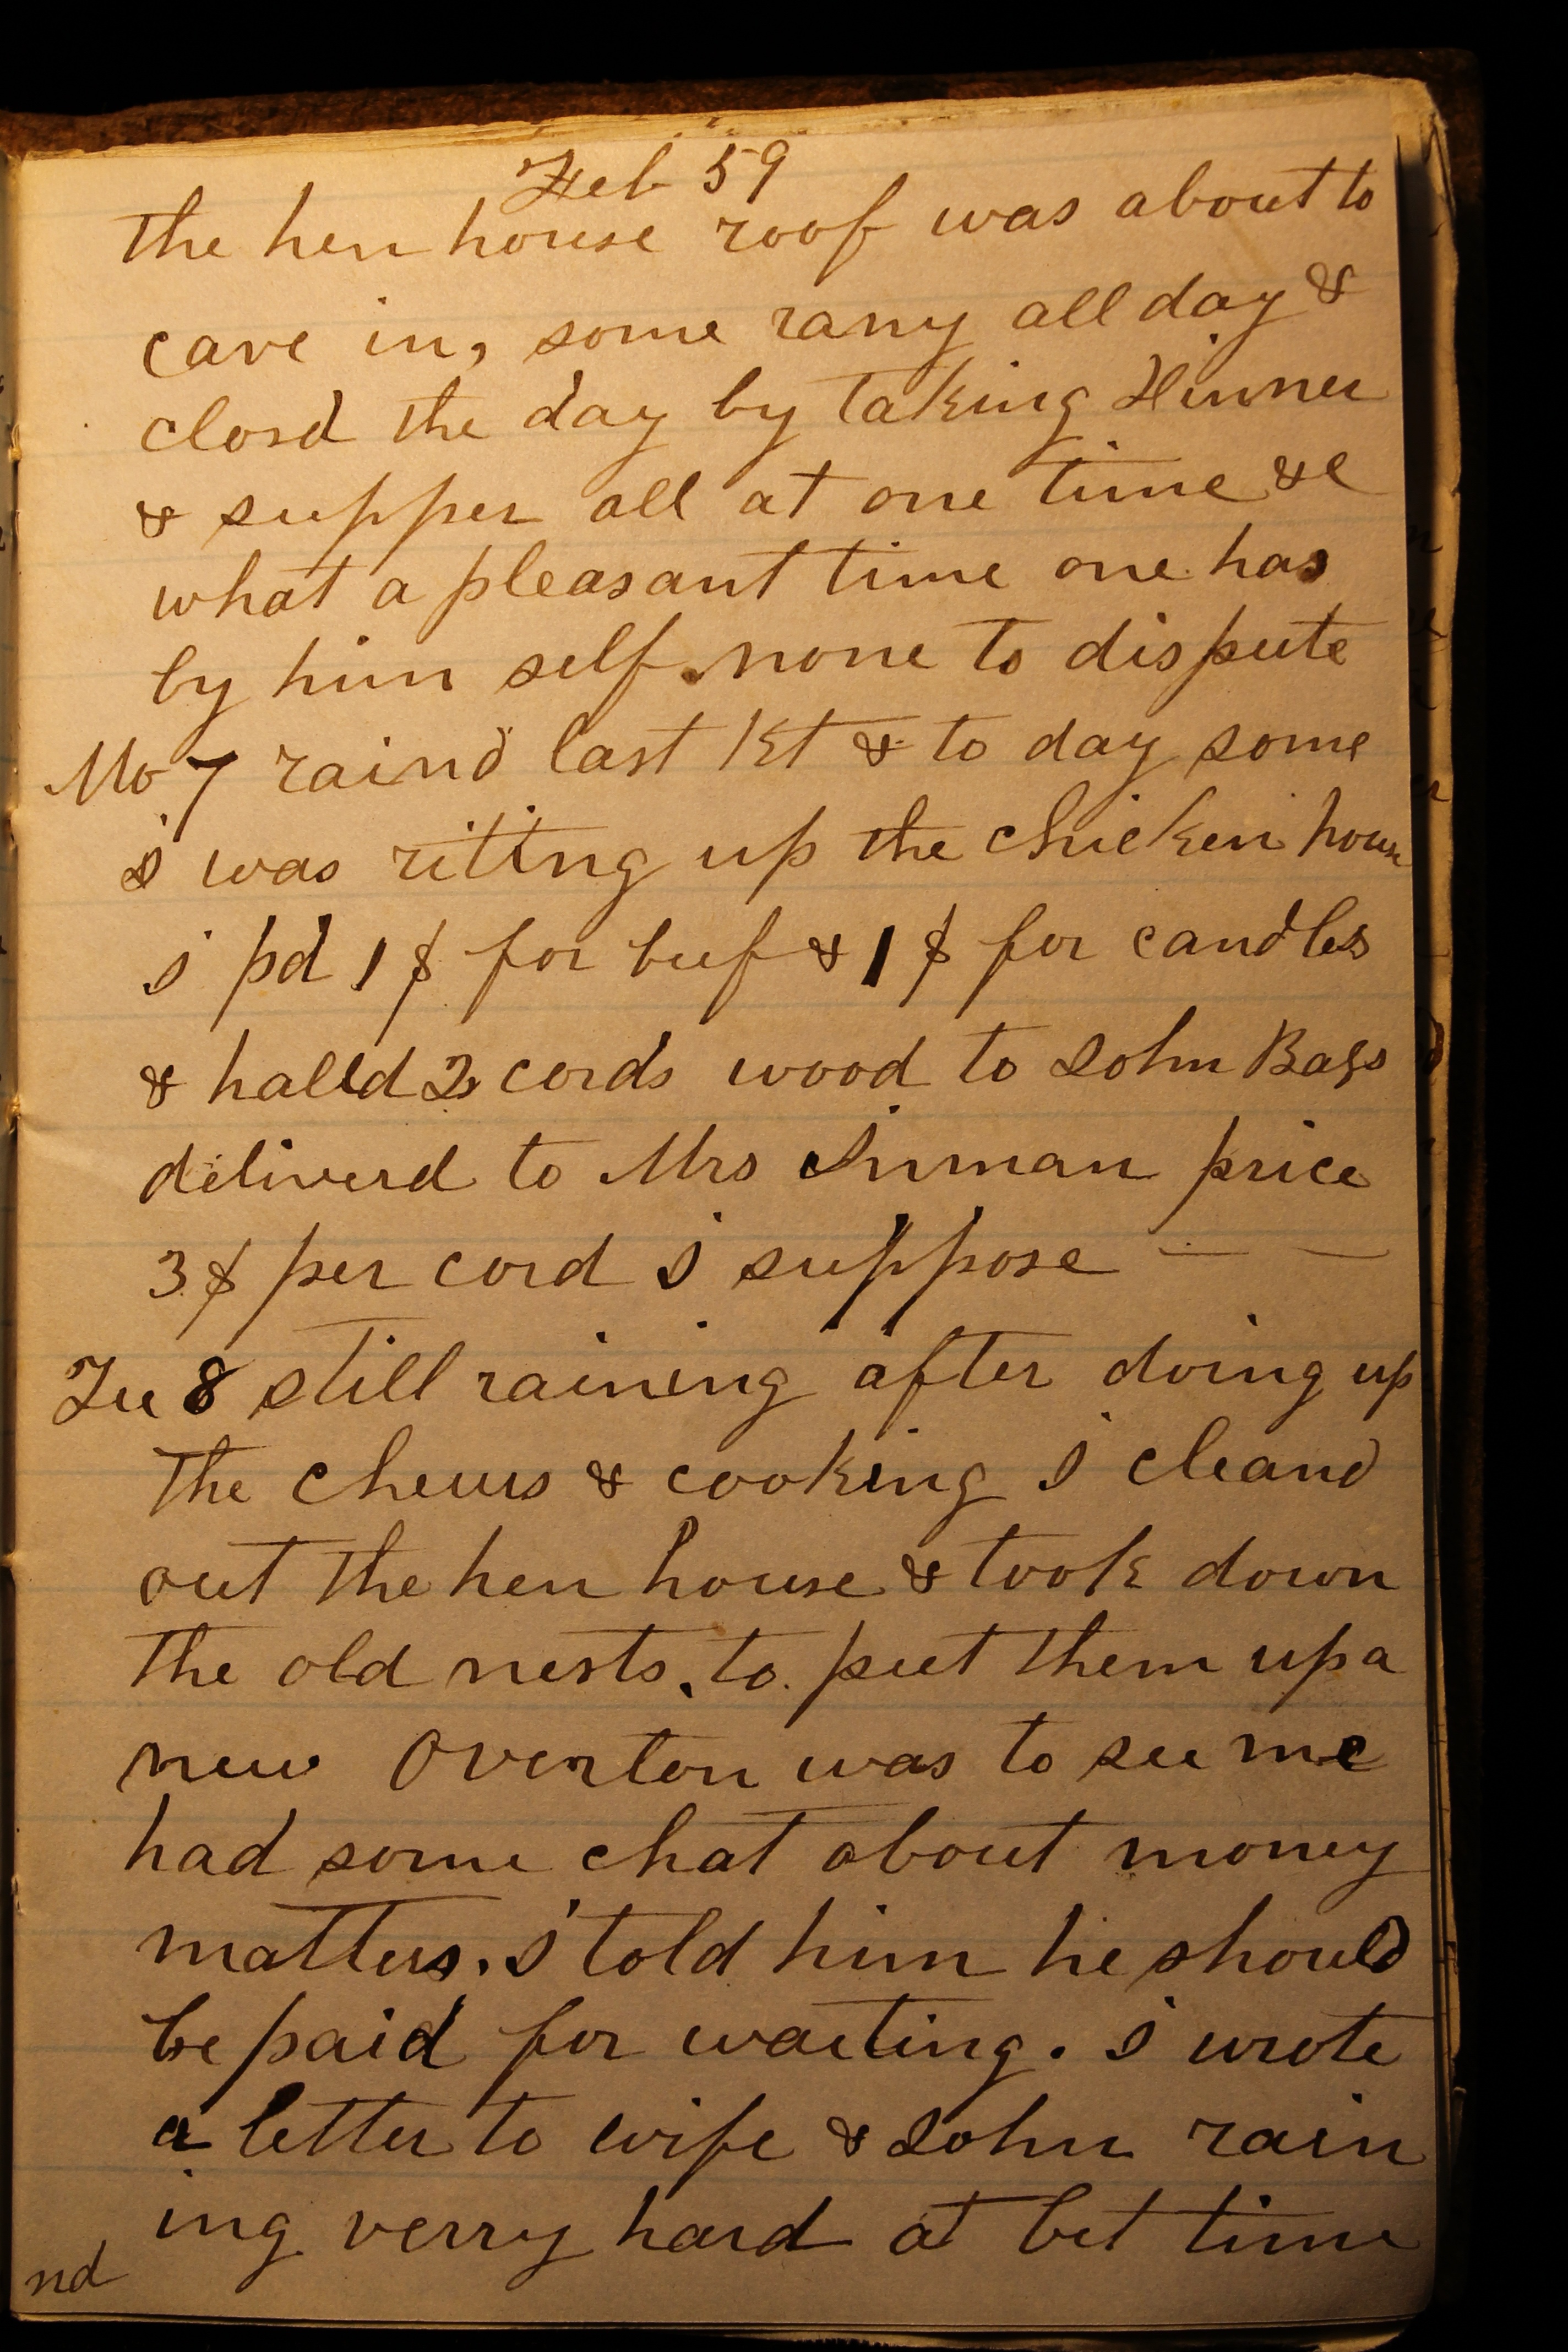 Feb 59
the hen house roof was about to
cave in, some rany all day &
closd the day by taking Dinner
& supper all at one time &c
what a pleasant time one has
by him self. none to dispute
Mo 7 raind last Kt & to day some
i was ritting up the chicken house
i pd 1 $ for beef & 1 $ for candles
& halld 2 cords wood to John
deliverd to Mrs Inman price
3 $ per cord i suppose — —
Tu 8 still raining after doing up
the cheurs & cooking i cleand
out the hen house & took down
the old nests. to put them up a
new Overton was to see me
had some chat about money
matters. i told him he should
be paid for waiting. i wrote
a letter to wife & John rain
ing verry hard at bet time
nd